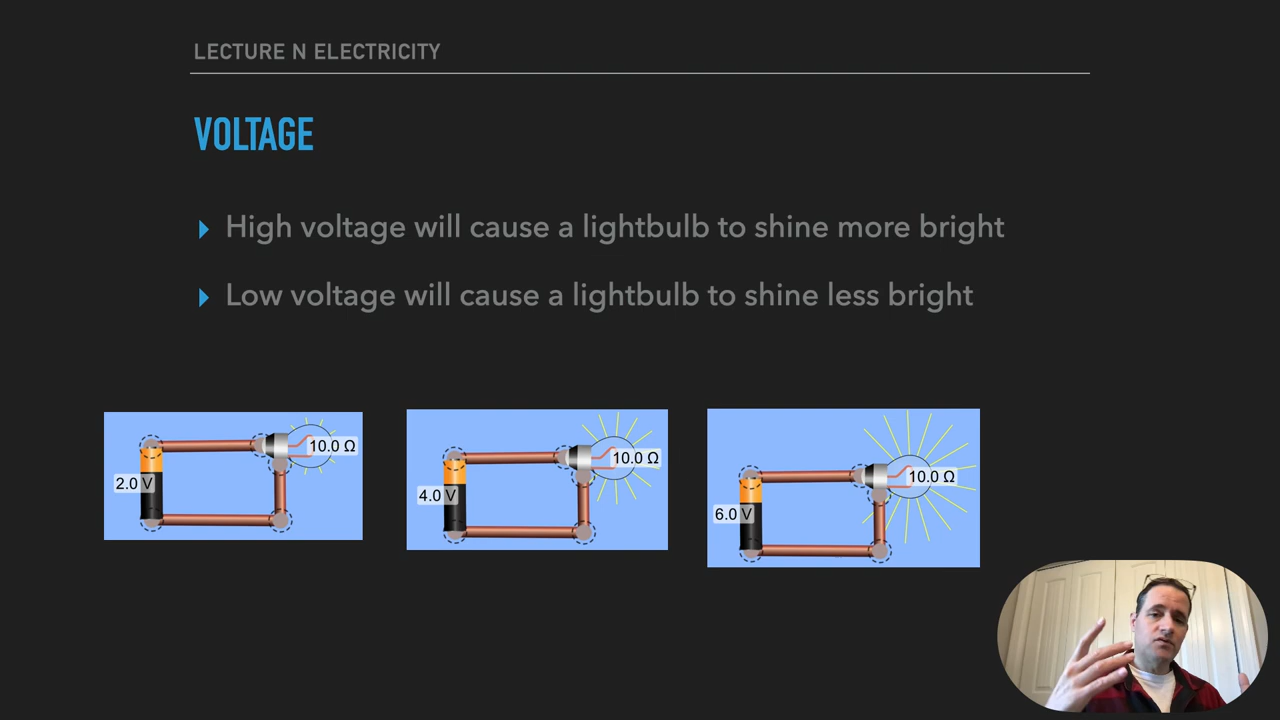 LECTURE N ELECTRICITY
VOLTAGE
High voltage will cause a lightbulb to shine more bright
Low voltage will cause a lightbulb to shine less bright
10.0 Ω
2.0 V
10.0 Ω
4.0 V
10.0 Ω
6.0 V